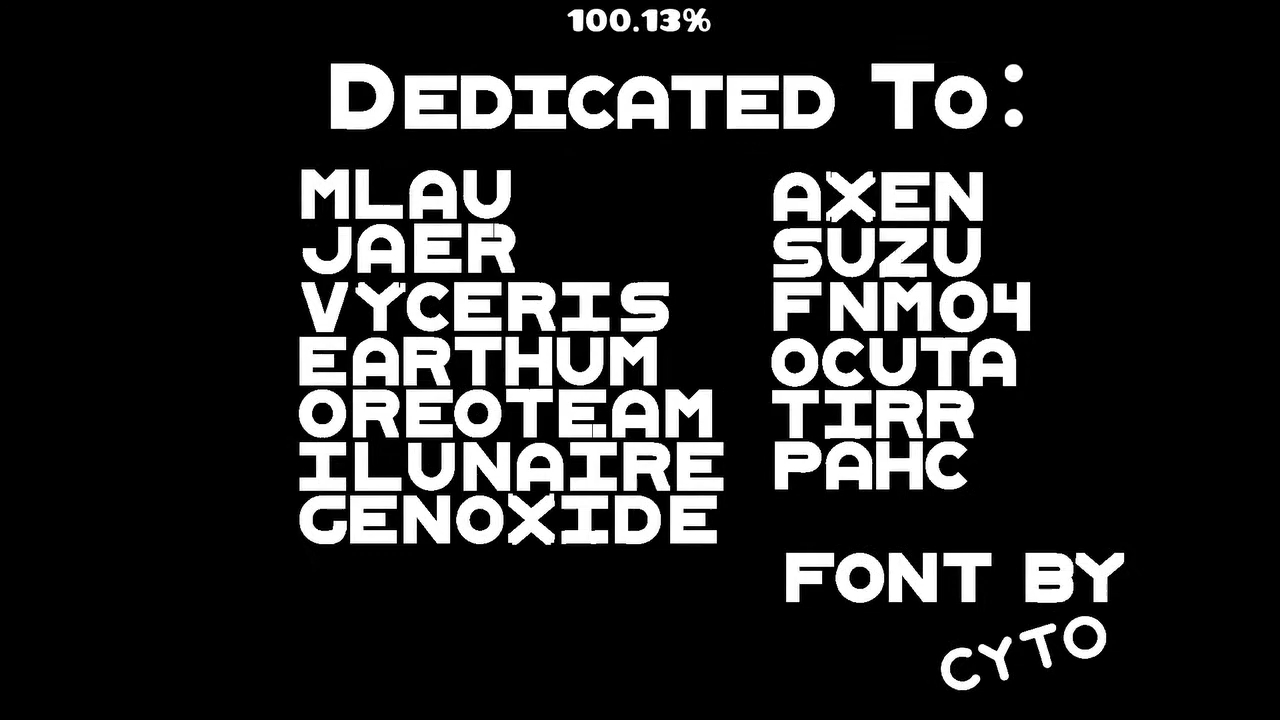 100.13%
DEDICATED TO:
MLAU
JAER
VYCERIS
EARTHUM
OREOTEAM
ILUNAIRE
GENOXIDE
AXEN
SUZU
FNM04
OCUTA
TIRR
PAHC
FONT BY
CYTO